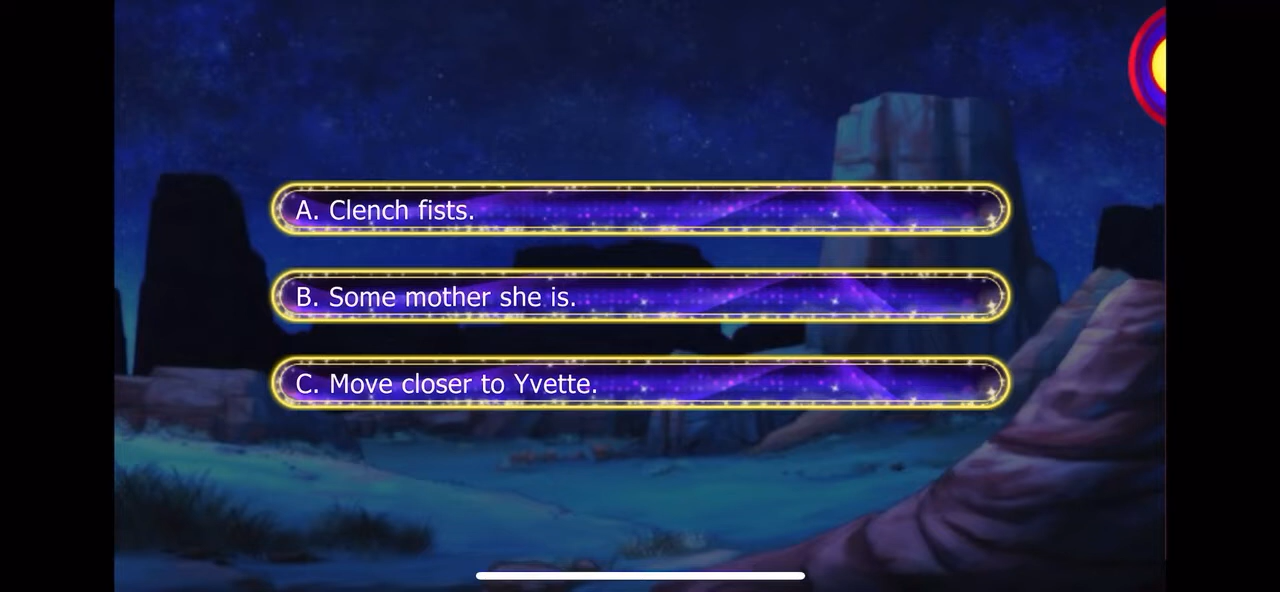 A. Clench fists.
B. Some mother she is.
C. Move closer to Yvette.